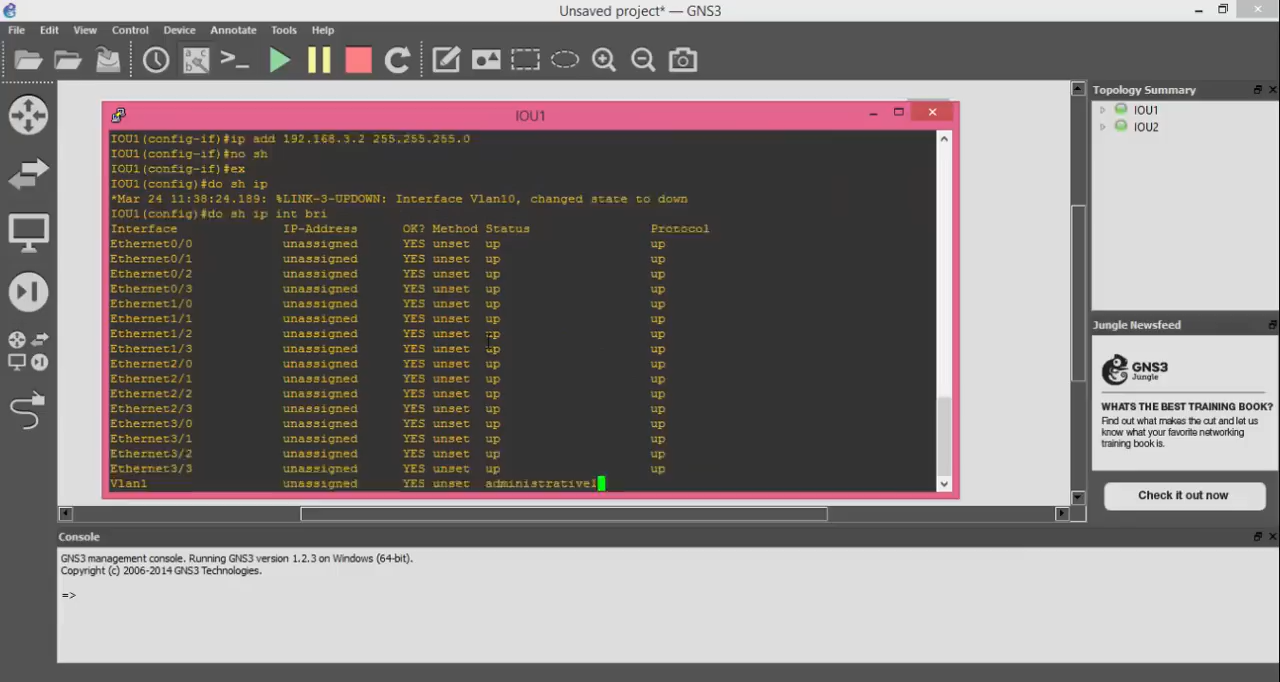 Unsaved project* — GNS3
File Edit View Control Device Annotate Tools Help
IOU1
IOU1(config-if)#ip add 192.168.3.2 255.255.255.0
IOU1(config-if)#no sh
IOU1(config-if)#ex
IOU1(config)#do sh ip
*Mar 24 11:38:24.189: %LINK-3-UPDOWN: Interface Vlan10, changed state to down
IOU1(config)#do sh ip int bri
Interface IP-Address OK? Method Status Protocol
Ethernet0/0 unassigned YES unset up up
Ethernet0/1 unassigned YES unset up up
Ethernet0/2 unassigned YES unset up up
Ethernet0/3 unassigned YES unset up up
Ethernet1/0 unassigned YES unset up up
Ethernet1/1 unassigned YES unset up up
Ethernet1/2 unassigned YES unset up up
Ethernet1/3 unassigned YES unset up up
Ethernet2/0 unassigned YES unset up up
Ethernet2/1 unassigned YES unset up up
Ethernet2/2 unassigned YES unset up up
Ethernet2/3 unassigned YES unset up up
Ethernet3/0 unassigned YES unset up up
Ethernet3/1 unassigned YES unset up up
Ethernet3/2 unassigned YES unset up up
Ethernet3/3 unassigned YES unset up up
Vlan1 unassigned YES unset administrativel
Topology Summary
IOU1
IOU2
Jungle Newsfeed
GNS3
Jungle
WHATS THE BEST TRAINING BOOK?
Find out what makes the cut and let us
know what your favorite networking
training book is.
Check it out now
Console
GNS3 management console. Running GNS3 version 1.2.3 on Windows (64-bit).
Copyright (c) 2006-2014 GNS3 Technologies.
=>